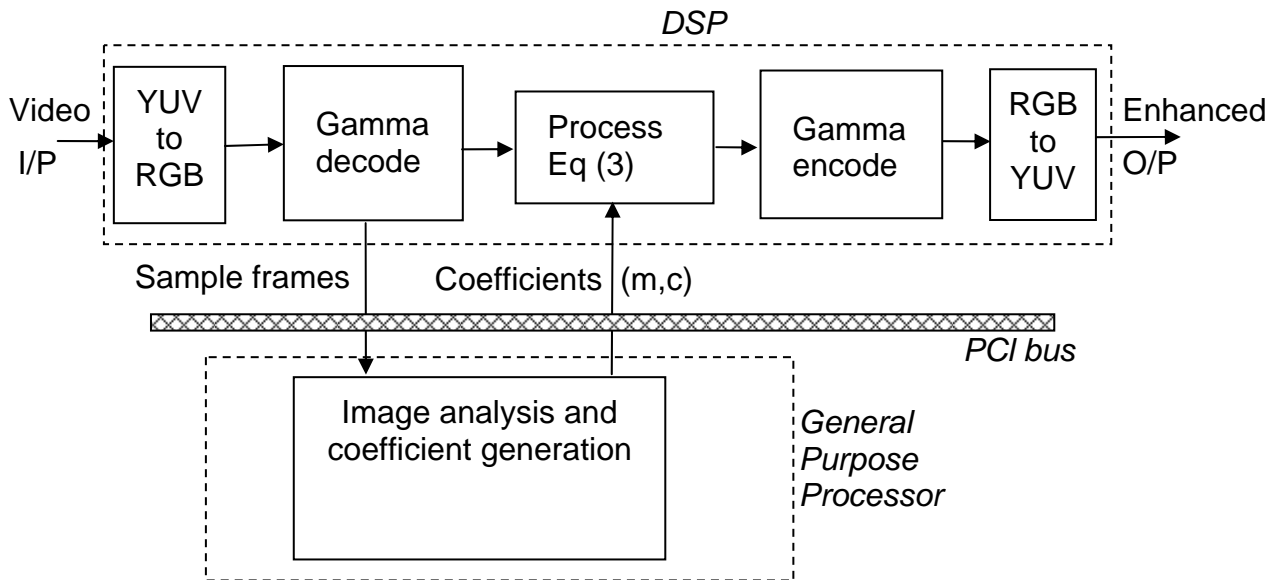 DSP
Video
I/P
YUV
to
RGB
Gamma
decode
Process
Eq (3)
Gamma
encode
RGB
to
YUV
Enhanced
O/P
Sample frames
Coefficients (m,c)
PCI bus
Image analysis and
coefficient generation
General
Purpose
Processor